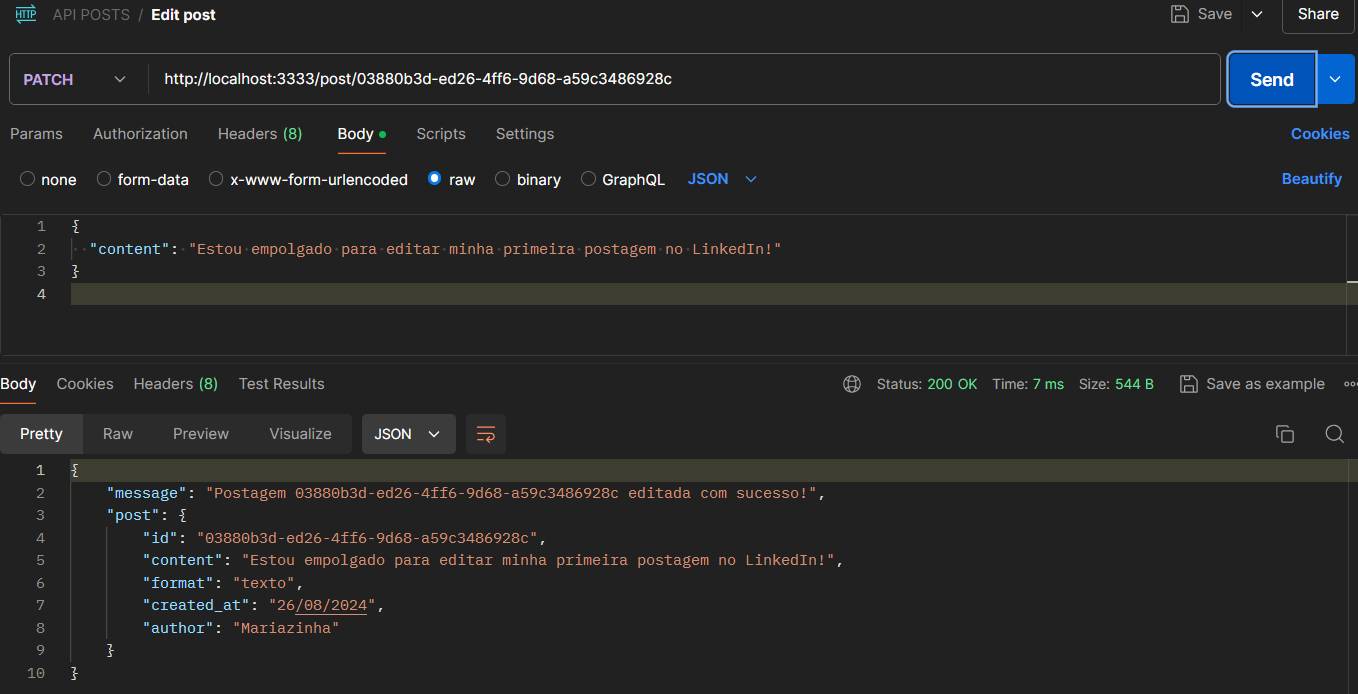 HTTP API POSTS / Edit post Save Share
PATCH http://localhost:3333/post/03880b3d-ed26-4ff6-9d68-a59c3486928c Send
Params Authorization Headers (8) Body Scripts Settings Cookies
none form-data x-www-form-urlencoded raw binary GraphQL JSON Beautify
1 {
2 "content": "Estou empolgado para editar minha primeira postagem no LinkedIn!"
3 }
4
Body Cookies Headers (8) Test Results Status: 200 OK Time: 7 ms Size: 544 B Save as example
Pretty Raw Preview Visualize JSON
1 {
2 "message": "Postagem 03880b3d-ed26-4ff6-9d68-a59c3486928c editada com sucesso!",
3 "post": {
4 "id": "03880b3d-ed26-4ff6-9d68-a59c3486928c",
5 "content": "Estou empolgado para editar minha primeira postagem no LinkedIn!",
6 "format": "texto",
7 "created_at": "26/08/2024",
8 "author": "Mariazinha"
9 }
10 }